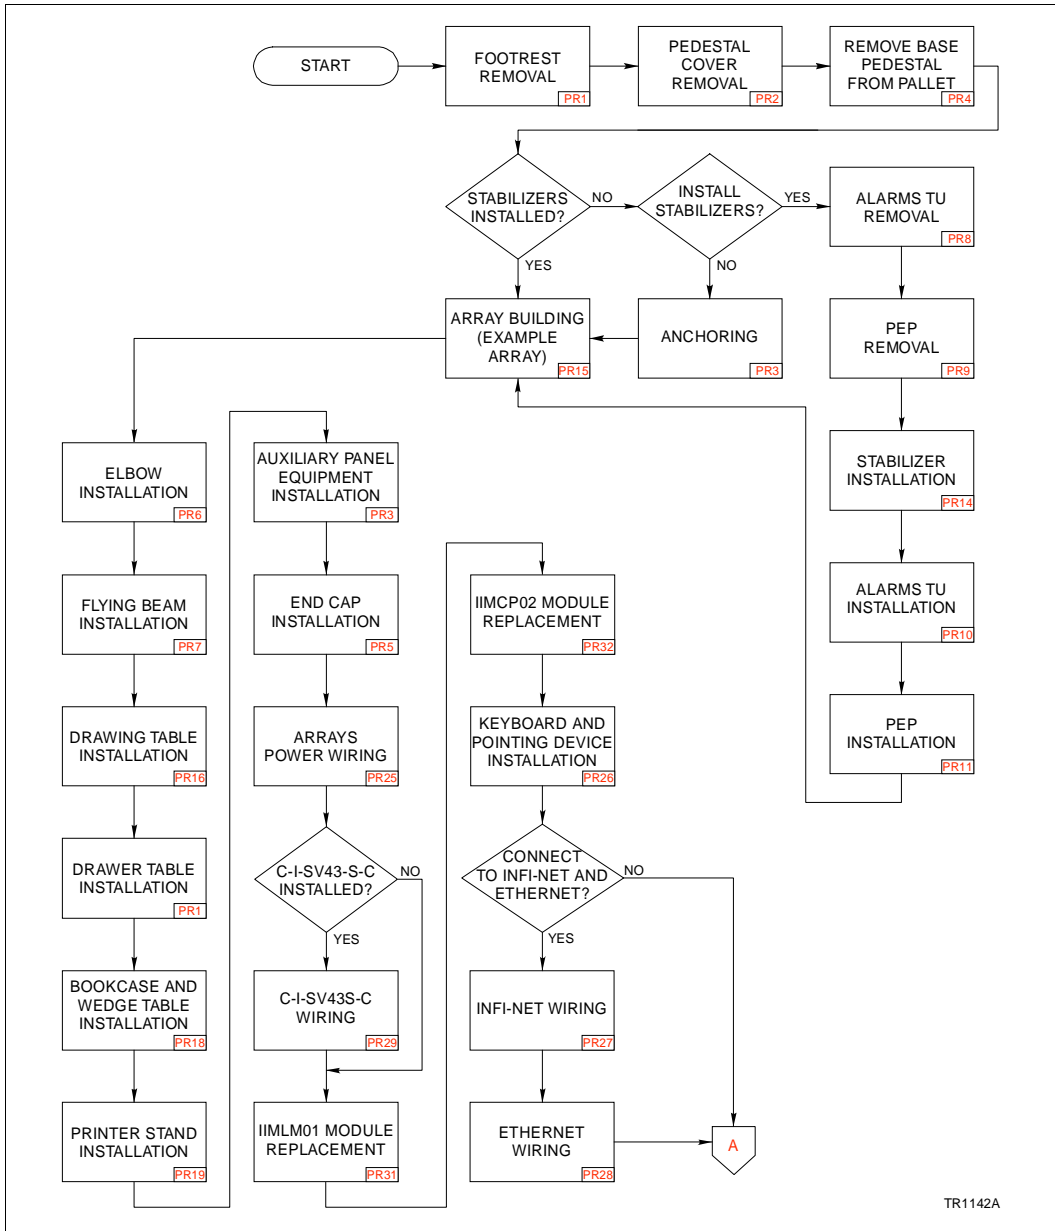 START
FOOTREST
REMOVAL
PR1
PEDESTAL
COVER
REMOVAL
PR2
REMOVE BASE
PEDESTAL
FROM PALLET
PR4
STABILIZERS
INSTALLED?
NO
YES
INSTALL
STABILIZERS?
YES
NO
ALARMS TU
REMOVAL
PR8
ARRAY BUILDING
(EXAMPLE
ARRAY)
PR15
ANCHORING
PR3
PEP
REMOVAL
PR9
STABILIZER
INSTALLATION
PR14
ALARMS TU
INSTALLATION
PR10
PEP
INSTALLATION
PR11
ELBOW
INSTALLATION
PR6
FLYING BEAM
INSTALLATION
PR7
DRAWING TABLE
INSTALLATION
PR16
DRAWER TABLE
INSTALLATION
PR1
BOOKCASE AND
WEDGE TABLE
INSTALLATION
PR18
PRINTER STAND
INSTALLATION
PR19
AUXILIARY PANEL
EQUIPMENT
INSTALLATION
PR3
END CAP
INSTALLATION
PR5
ARRAYS
POWER WIRING
PR25
C-I-SV43-S-C
INSTALLED?
NO
YES
C-I-SV43S-C
WIRING
PR29
IIMLM01 MODULE
REPLACEMENT
PR31
IIMCP02 MODULE
REPLACEMENT
PR32
KEYBOARD AND
POINTING DEVICE
INSTALLATION
PR26
CONNECT
TO INFI-NET AND
ETHERNET?
NO
YES
INFI-NET WIRING
PR27
ETHERNET
WIRING
PR28
A
TR1142A